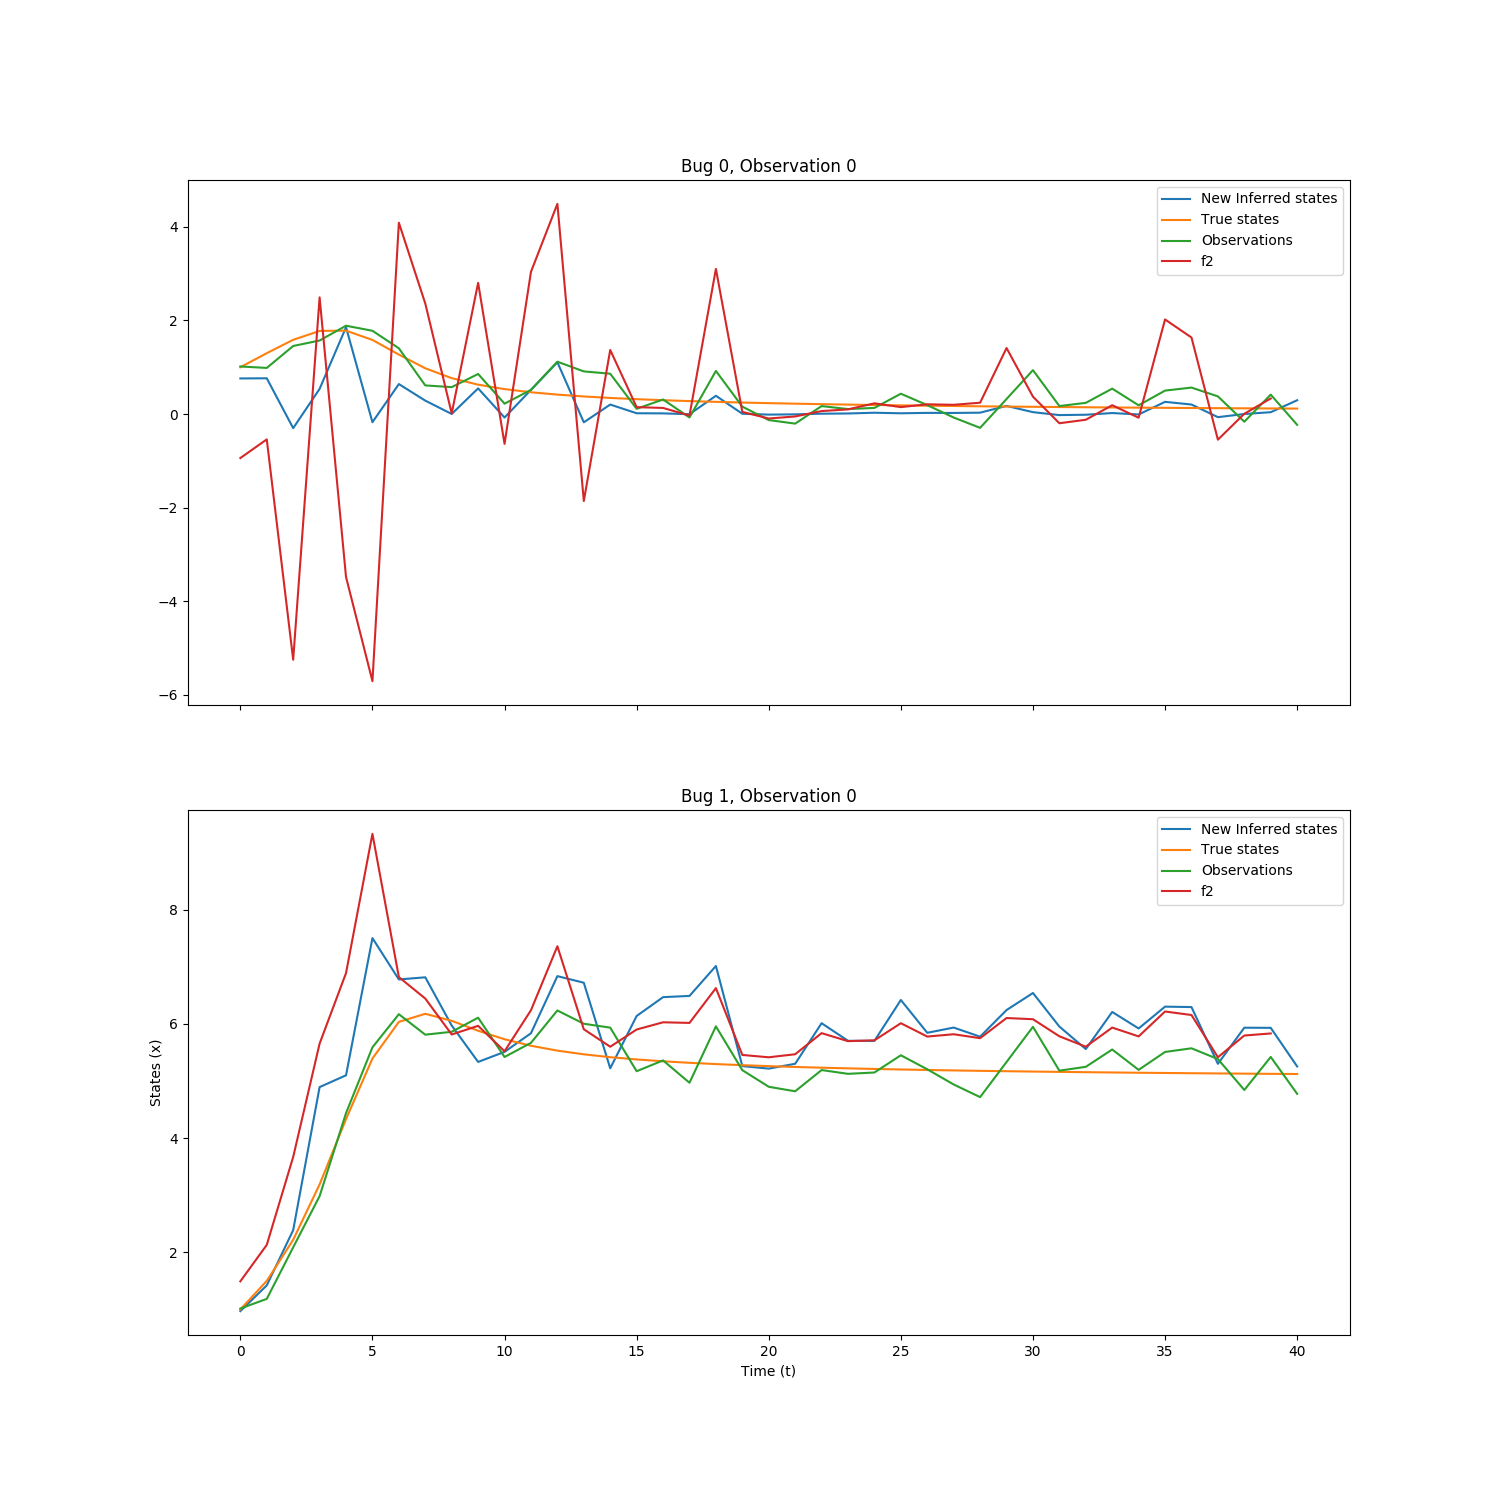 Bug 0, Observation 0
New Inferred states
True states
Observations
f2
4
2
0
−2
−4
−6
Bug 1, Observation 0
New Inferred states
True states
Observations
f2
8
6
4
2
States (x)
0 5 10 15 20 25 30 35 40
Time (t)